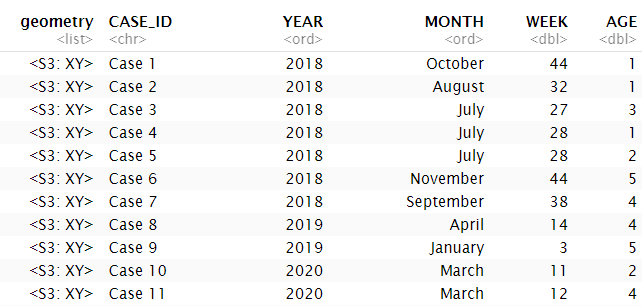 geometry CASE_ID YEAR MONTH WEEK AGE
<list> <chr> <ord> <ord> <dbl> <dbl>
<S3: XY> Case 1 2018 October 44 1
<S3: XY> Case 2 2018 August 32 1
<S3: XY> Case 3 2018 July 27 3
<S3: XY> Case 4 2018 July 28 1
<S3: XY> Case 5 2018 July 28 2
<S3: XY> Case 6 2018 November 44 5
<S3: XY> Case 7 2018 September 38 4
<S3: XY> Case 8 2019 April 14 4
<S3: XY> Case 9 2019 January 3 5
<S3: XY> Case 10 2020 March 11 2
<S3: XY> Case 11 2020 March 12 4